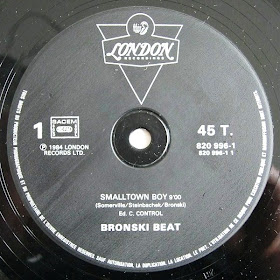 LONDON
RECORDINGS
1
SACEM
45 T.
820 996-1
820 996-1 1
℗ 1984 LONDON
RECORDS LTD.
SMALLTOWN BOY 9'00
(Somerville/Steinbachek/Bronski)
Ed. C. CONTROL
BRONSKI BEAT